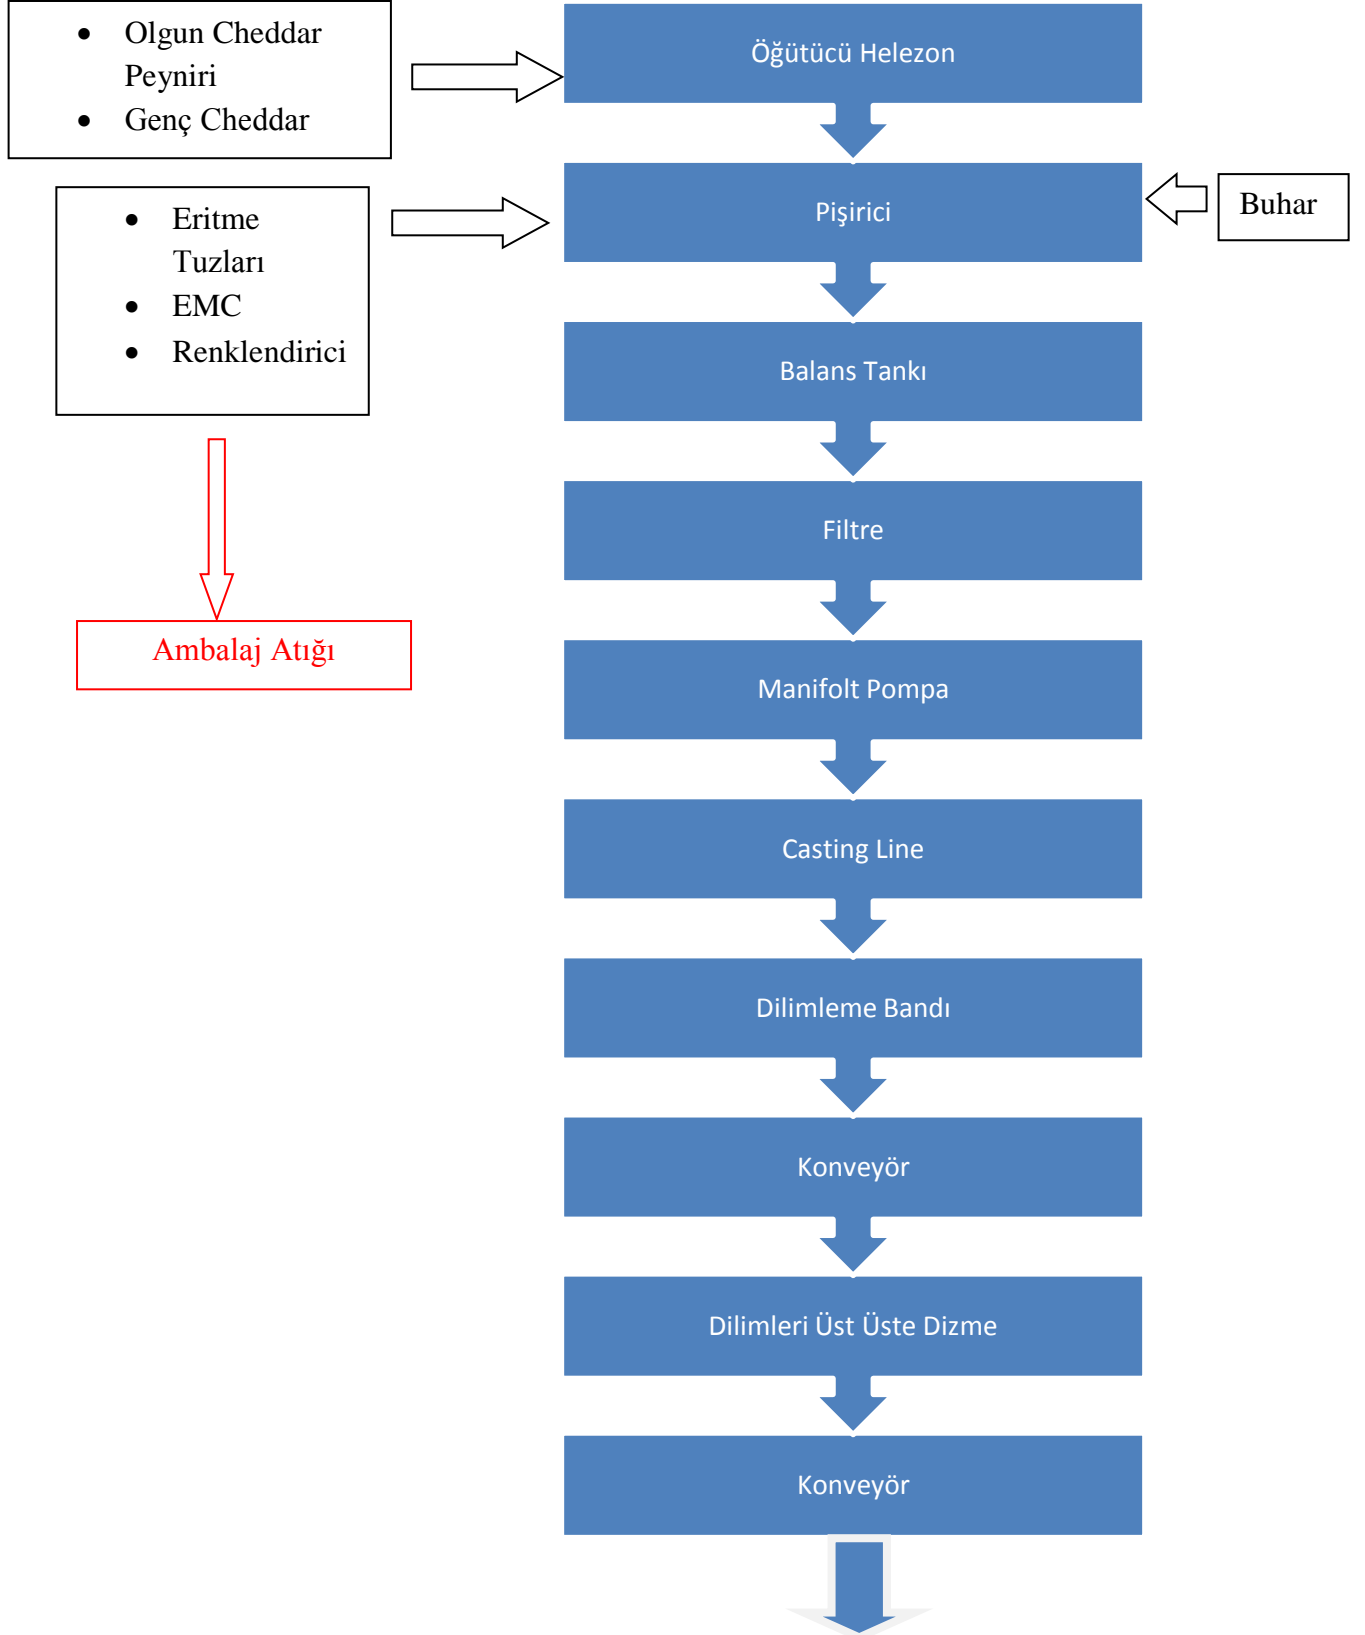 • Olgun Cheddar
Peyniri
• Genç Cheddar
Öğütücü Helezon
• Eritme
Tuzları
• EMC
• Renklendirici
Pişirici
Buhar
Balans Tankı
Filtre
Ambalaj Atığı
Manifolt Pompa
Casting Line
Dilimleme Bandı
Konveyör
Dilimleri Üst Üste Dizme
Konveyör